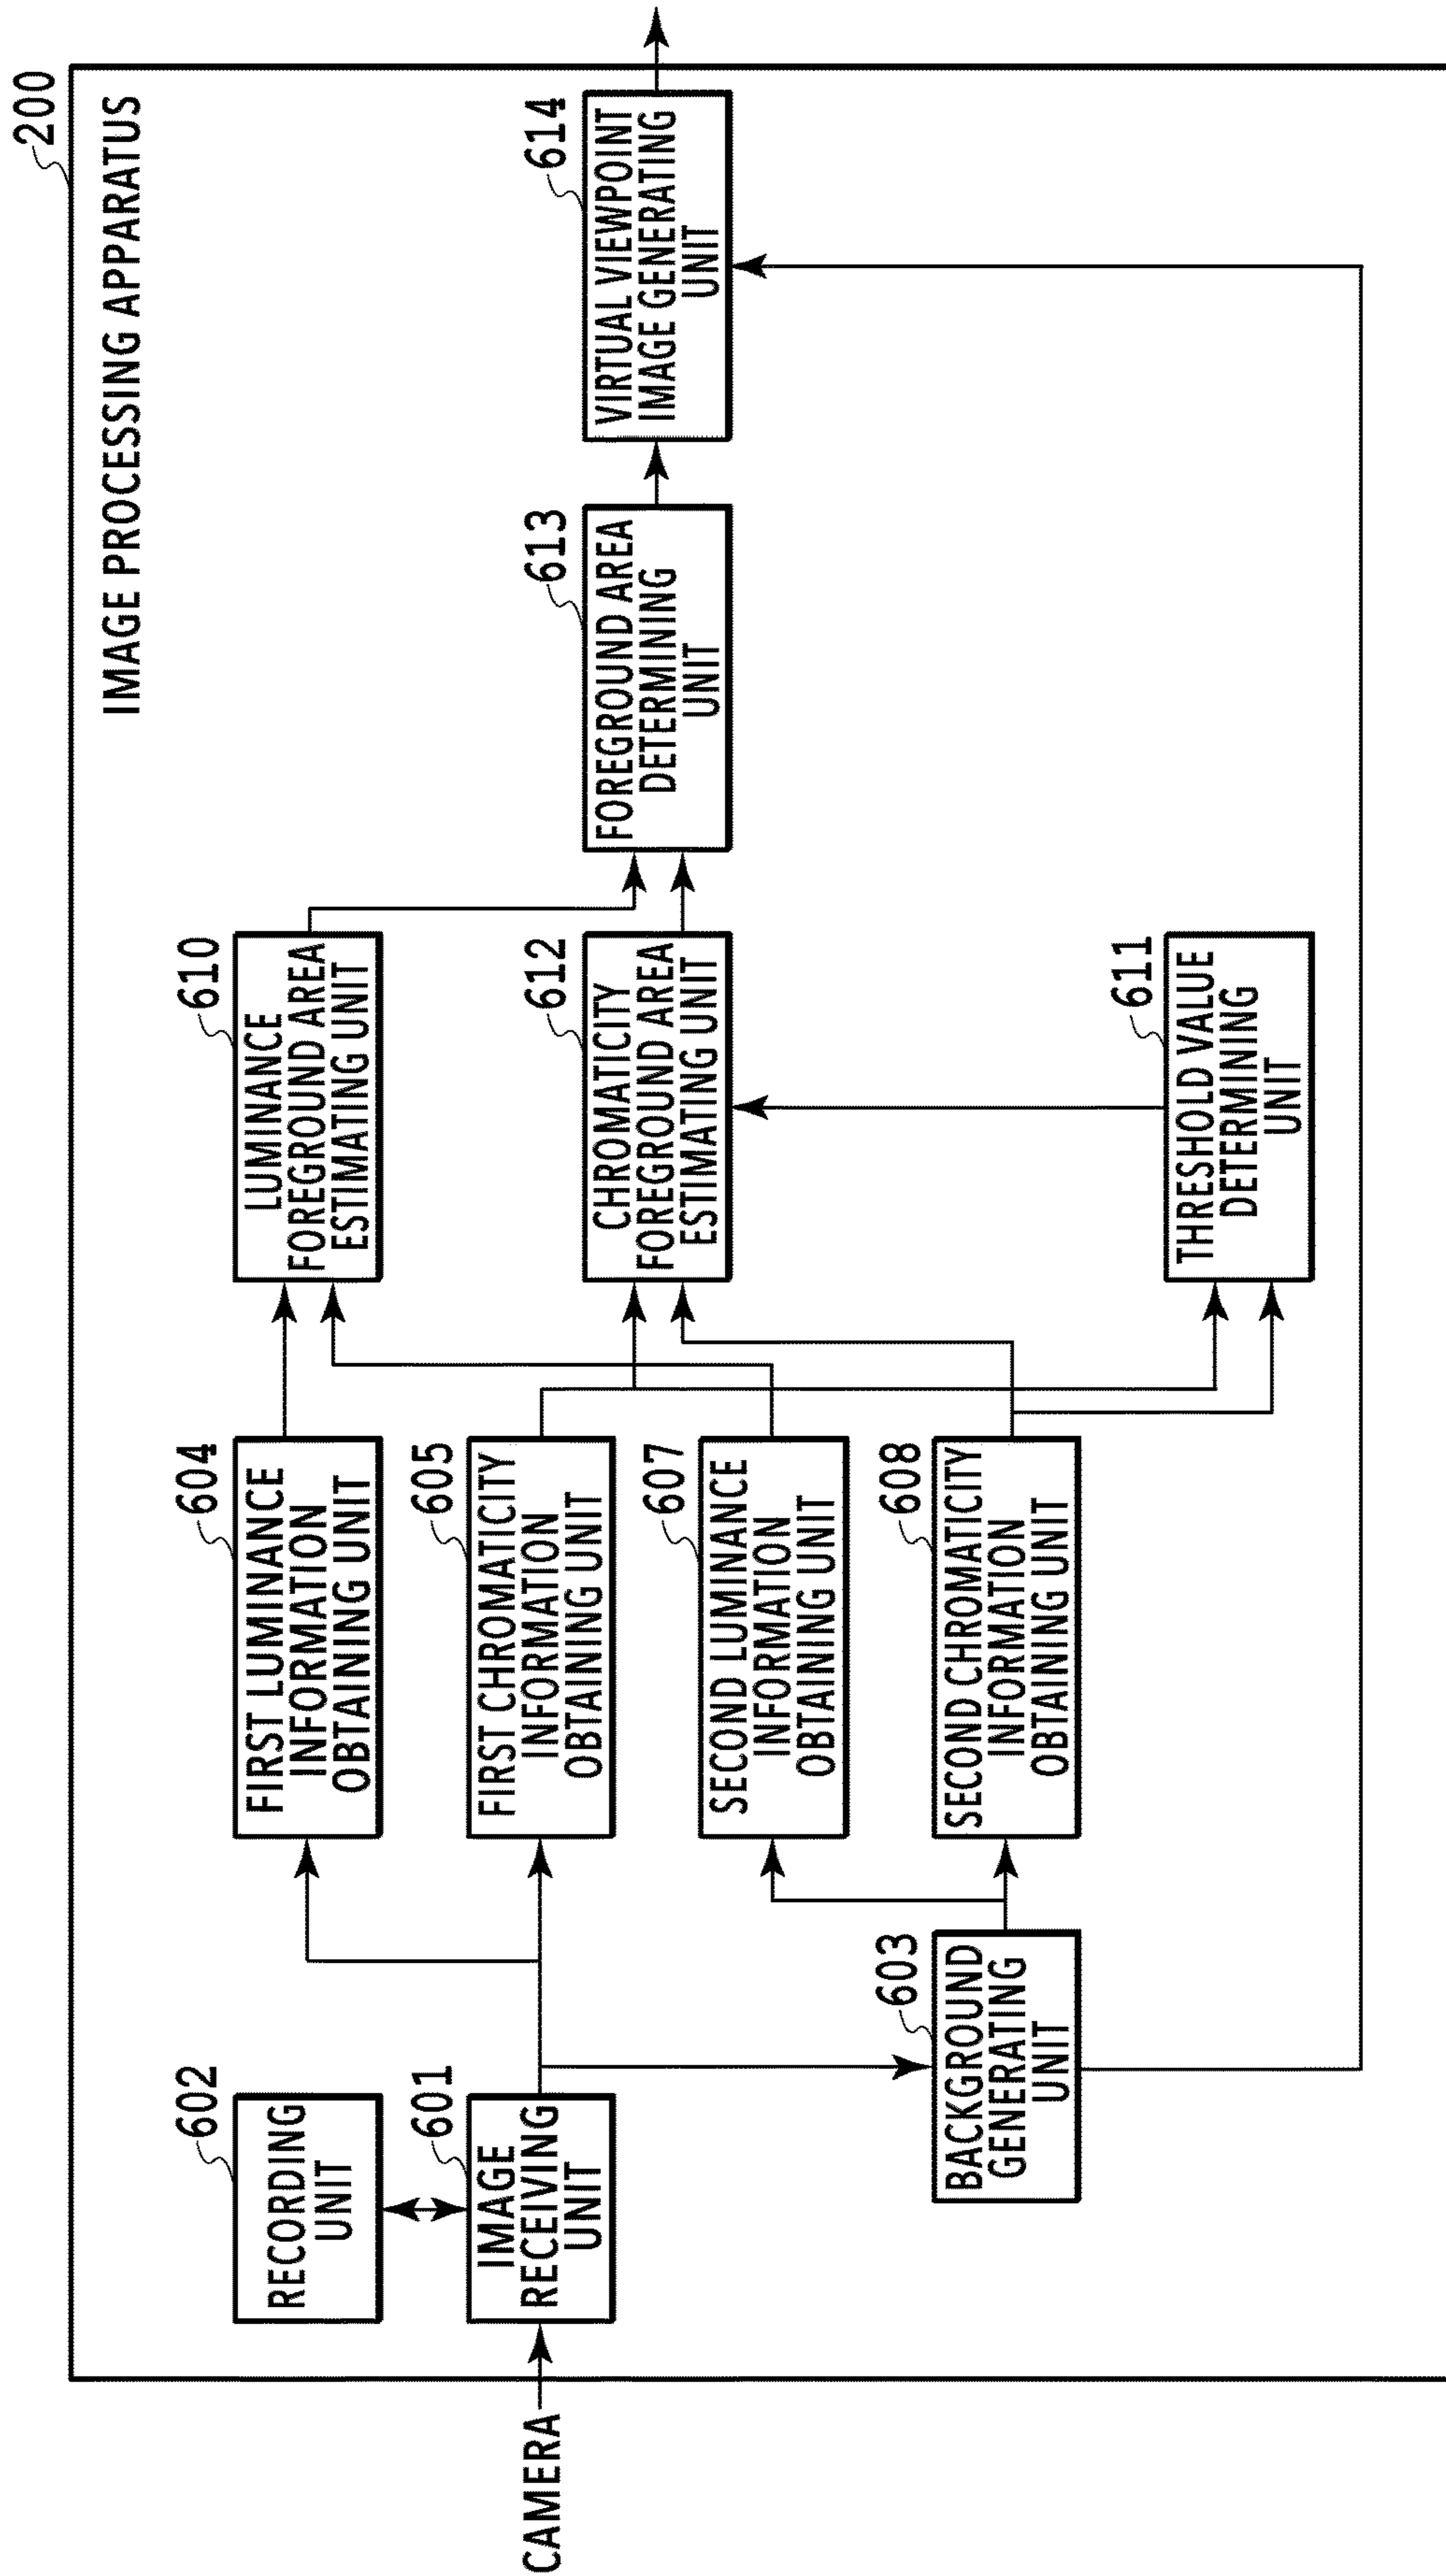 200
IMAGE PROCESSING APPARATUS
CAMERA
602
RECORDING
UNIT
601
IMAGE
RECEIVING
UNIT
603
BACKGROUND
GENERATING
UNIT
604
FIRST LUMINANCE
INFORMATION
OBTAINING UNIT
605
FIRST CHROMATICITY
INFORMATION
OBTAINING UNIT
607
SECOND LUMINANCE
INFORMATION
OBTAINING UNIT
608
SECOND CHROMATICITY
INFORMATION
OBTAINING UNIT
610
LUMINANCE
FOREGROUND AREA
ESTIMATING UNIT
612
CHROMATICITY
FOREGROUND AREA
ESTIMATING UNIT
611
THRESHOLD VALUE
DETERMINING
UNIT
613
FOREGROUND AREA
DETERMINING
UNIT
614
VIRTUAL VIEWPOINT
IMAGE GENERATING
UNIT